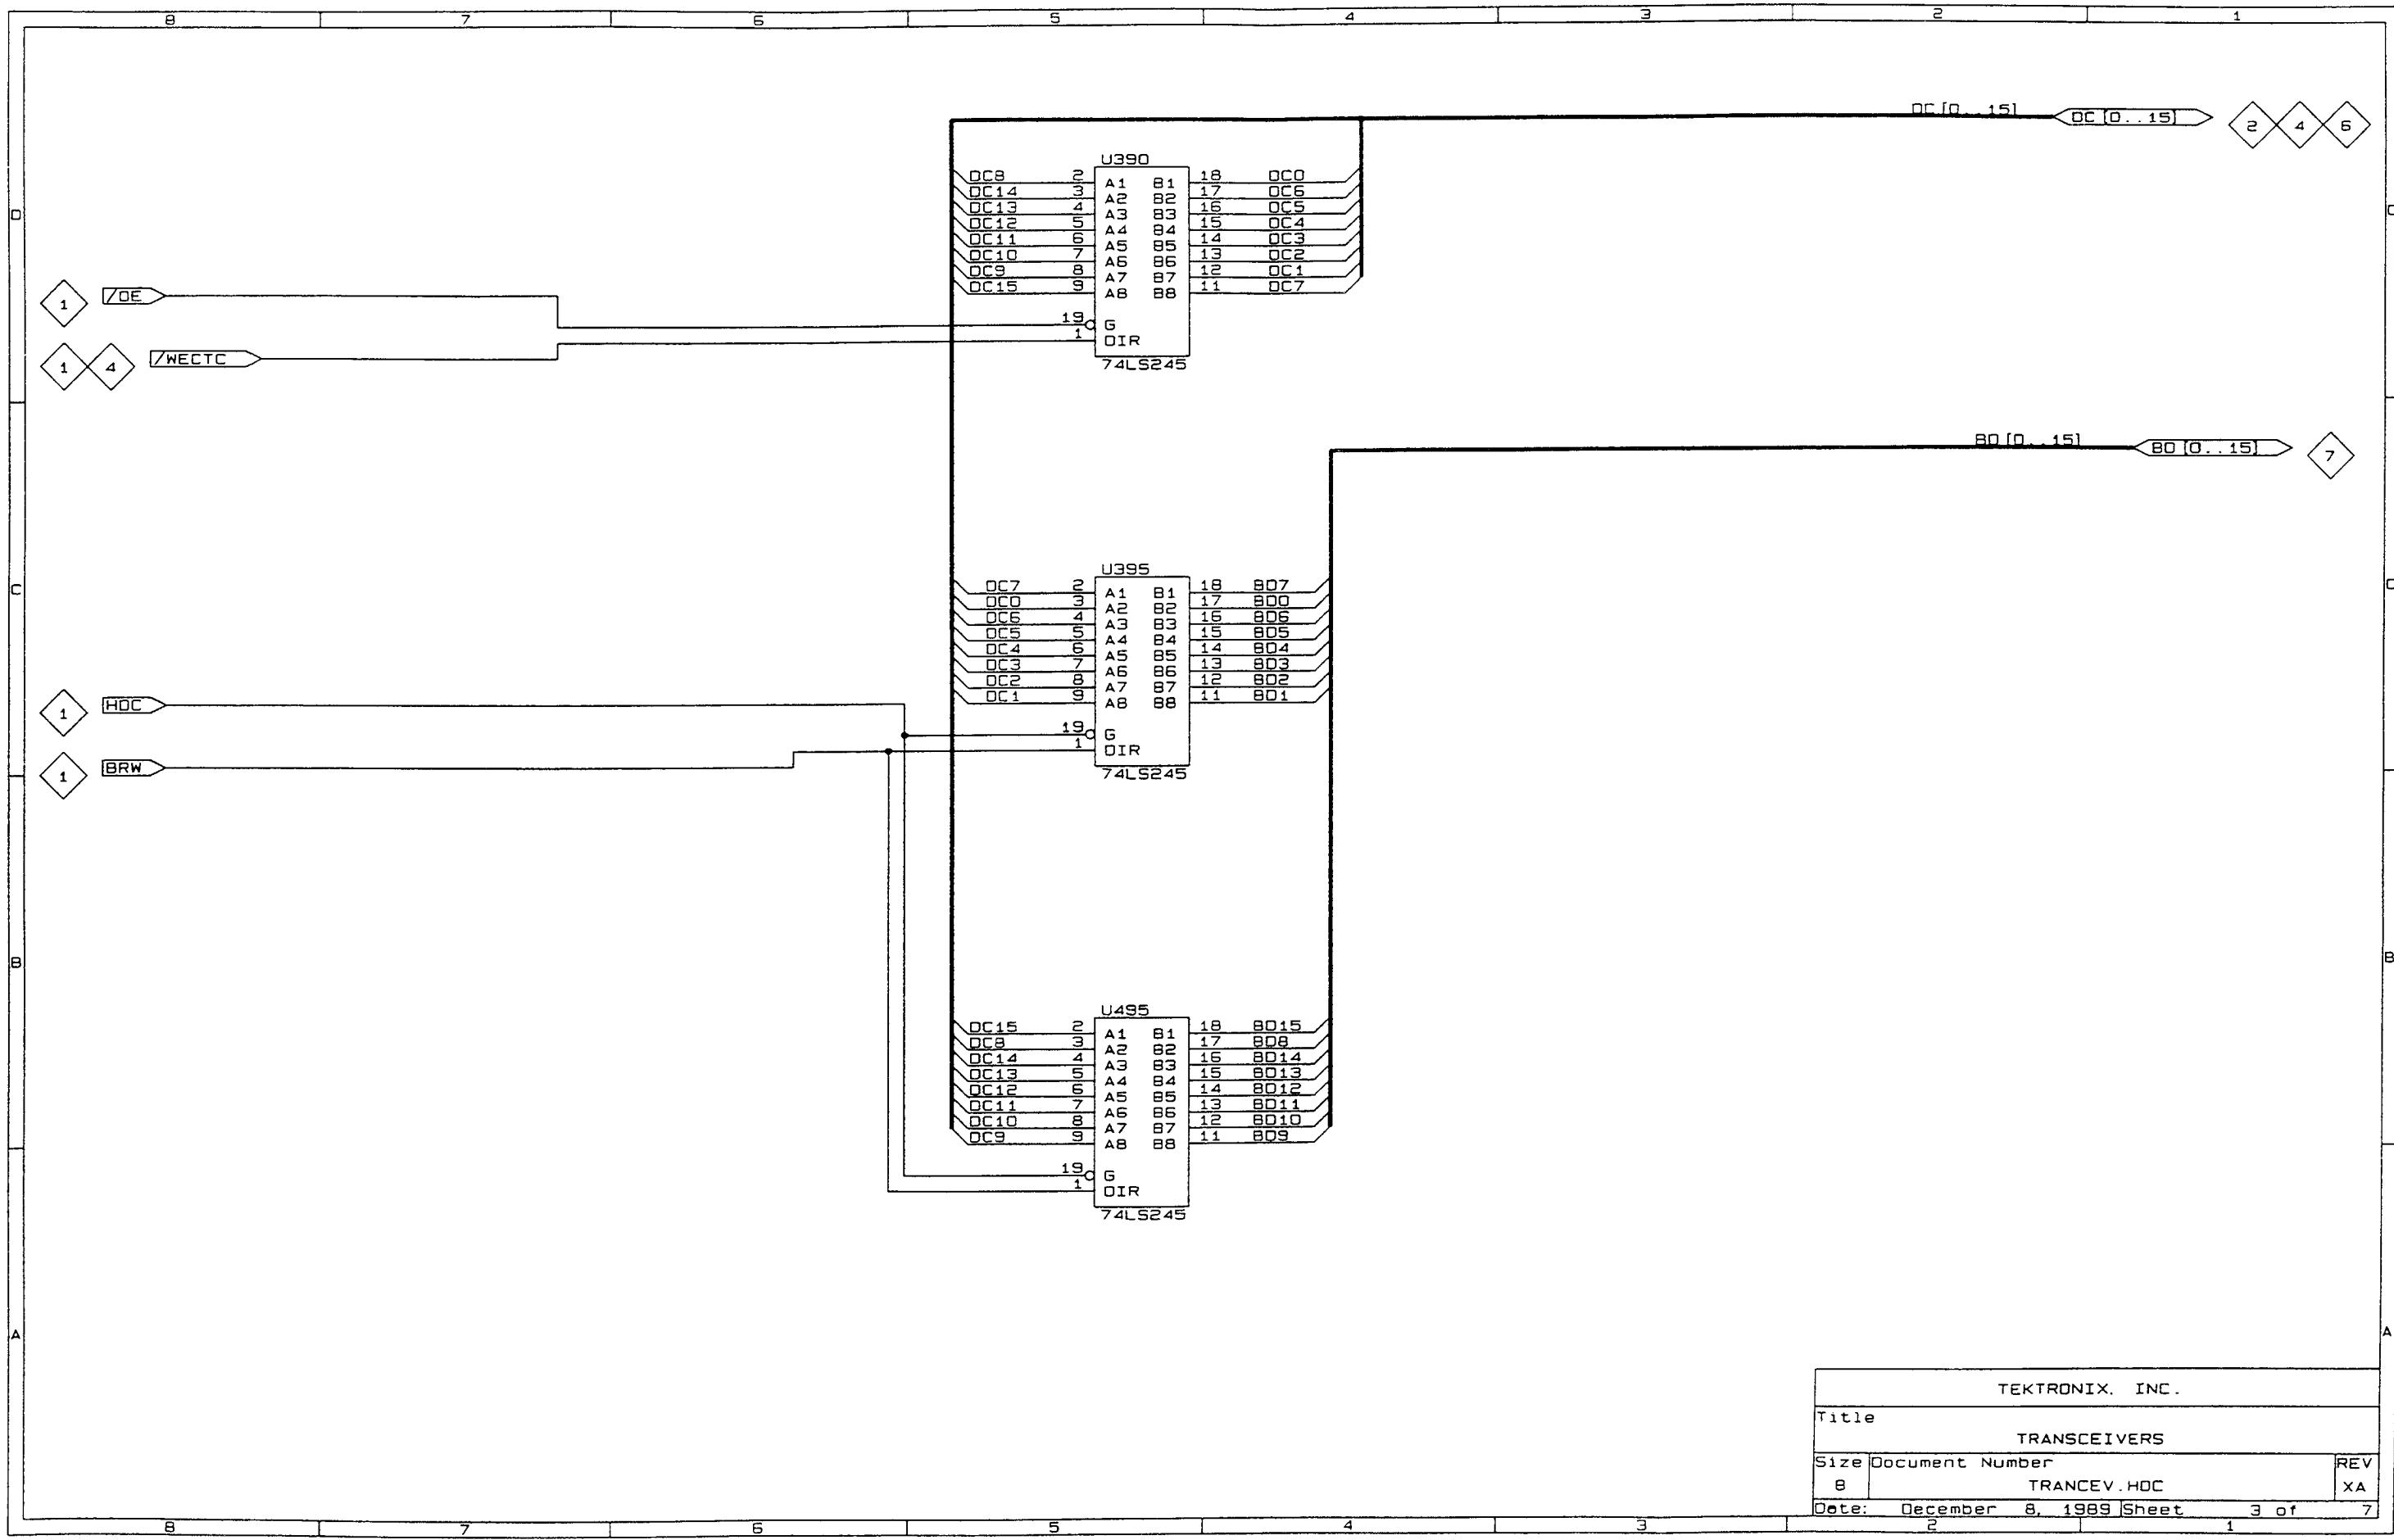 8 7 6 5 4 3 2 1
DC[0..15] DC[0..15] 2 4 6
U390
DC8 2 A1 B1 18 DC0
DC14 3 A2 B2 17 DC6
DC13 4 A3 B3 16 DC5
D DC12 5 A4 B4 15 DC4 D
DC11 6 A5 B5 14 DC3
DC10 7 A6 B6 13 DC2
DC9 8 A7 B7 12 DC1
DC15 9 A8 B8 11 DC7
1 /OE
19 G
1 DIR
1 4 /WECTC
74LS245
BD[0..15] BD[0..15] 7
U395
C DC7 2 A1 B1 18 BD7 C
DC0 3 A2 B2 17 BD0
DC6 4 A3 B3 16 BD6
DC5 5 A4 B4 15 BD5
DC4 6 A5 B5 14 BD4
DC3 7 A6 B6 13 BD3
DC2 8 A7 B7 12 BD2
DC1 9 A8 B8 11 BD1
1 HDC
19 G
1 DIR
1 BRW
74LS245
B B
U495
DC15 2 A1 B1 18 BD15
DC8 3 A2 B2 17 BD8
DC14 4 A3 B3 16 BD14
DC13 5 A4 B4 15 BD13
DC12 6 A5 B5 14 BD12
DC11 7 A6 B6 13 BD11
DC10 8 A7 B7 12 BD10
DC9 9 A8 B8 11 BD9
19 G
1 DIR
74LS245
A A
TEKTRONIX, INC.
Title
TRANSCEIVERS
Size Document Number REV
B TRANCEV.HDC XA
Date: December 8, 1989 Sheet 3 of 7
8 7 6 5 4 3 2 1